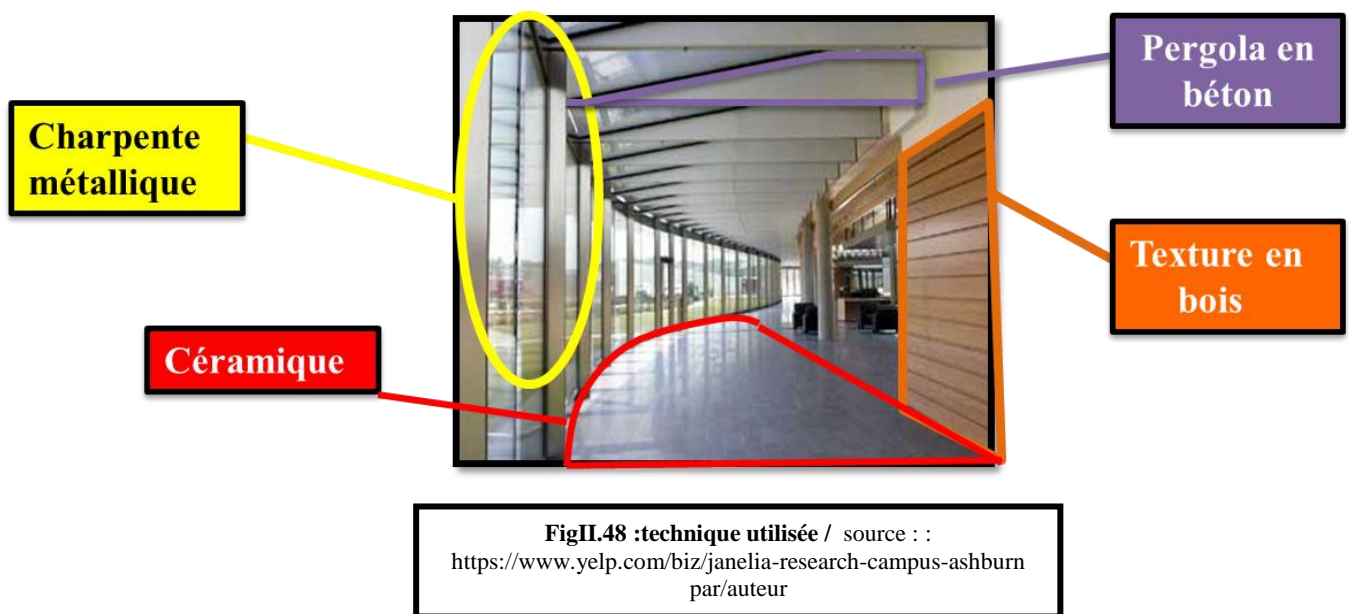 Pergola en
béton
Charpente
métallique
Texture en
bois
Céramique
FigII.48 :technique utilisée / source : :
https://www.yelp.com/biz/janelia-research-campus-ashburn
par/auteur